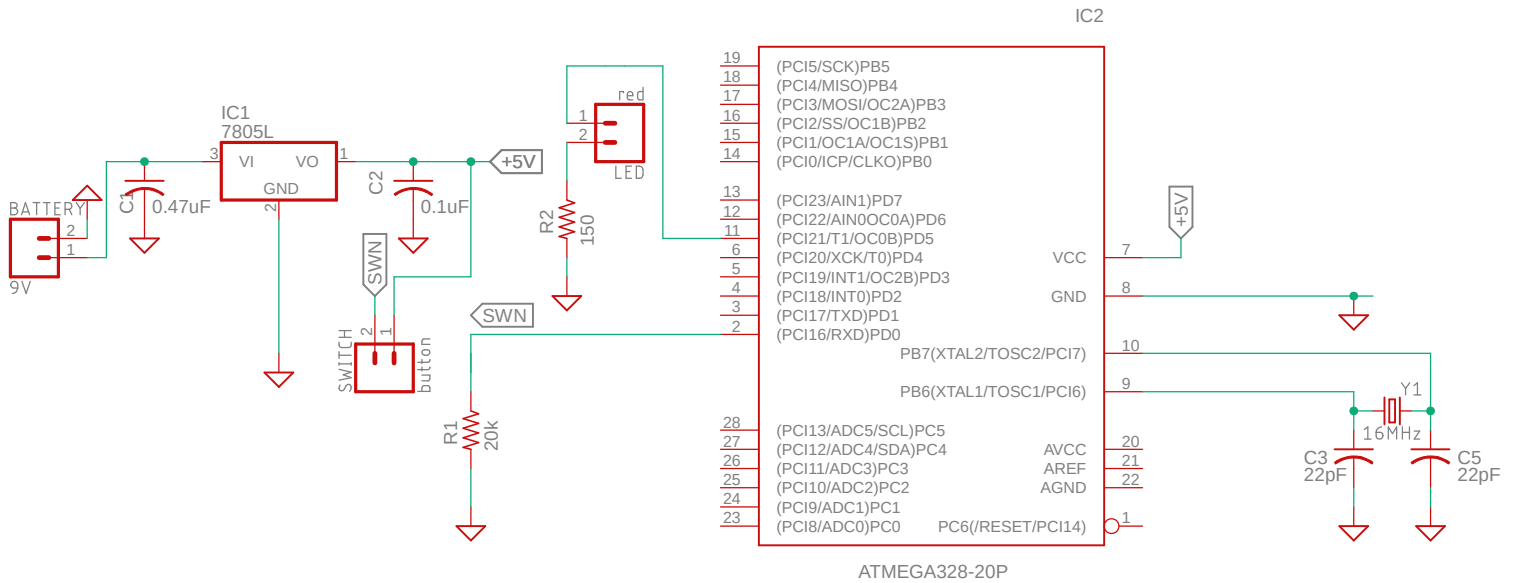 IC2
IC1
7805L
3
VI
VO
1
GND
2
C1
0.47uF
C2
0.1uF
+5V
BATTERY
2
1
9V
SWN
2
1
SWITCH
button
SWN
R1
20k
red
1
2
LED
R2
150
19 (PCI5/SCK)PB5
18 (PCI4/MISO)PB4
17 (PCI3/MOSI/OC2A)PB3
16 (PCI2/SS/OC1B)PB2
15 (PCI1/OC1A/OC1S)PB1
14 (PCI0/ICP/CLKO)PB0
13 (PCI23/AIN1)PD7
12 (PCI22/AIN0OC0A)PD6
11 (PCI21/T1/OC0B)PD5
6 (PCI20/XCK/T0)PD4
5 (PCI19/INT1/OC2B)PD3
4 (PCI18/INT0)PD2
3 (PCI17/TXD)PD1
2 (PCI16/RXD)PD0
28 (PCI13/ADC5/SCL)PC5
27 (PCI12/ADC4/SDA)PC4
26 (PCI11/ADC3)PC3
25 (PCI10/ADC2)PC2
24 (PCI9/ADC1)PC1
23 (PCI8/ADC0)PC0
+5V
VCC 7
GND 8
PB7(XTAL2/TOSC2/PCI7) 10
PB6(XTAL1/TOSC1/PCI6) 9
AVCC 20
AREF 21
AGND 22
PC6(/RESET/PCI14) 1
Y1
16MHz
C3
22pF
C5
22pF
ATMEGA328-20P